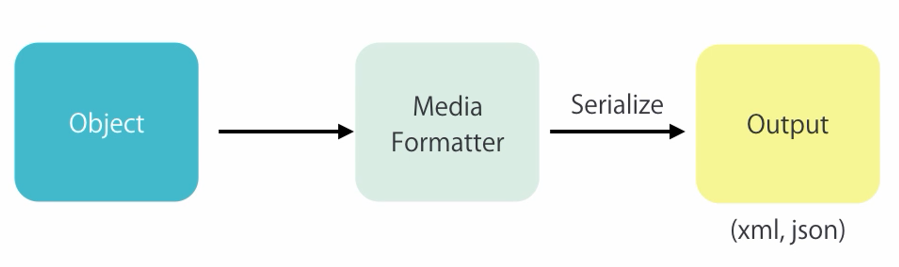 Object
Media
Formatter
Serialize
Output
(xml, json)